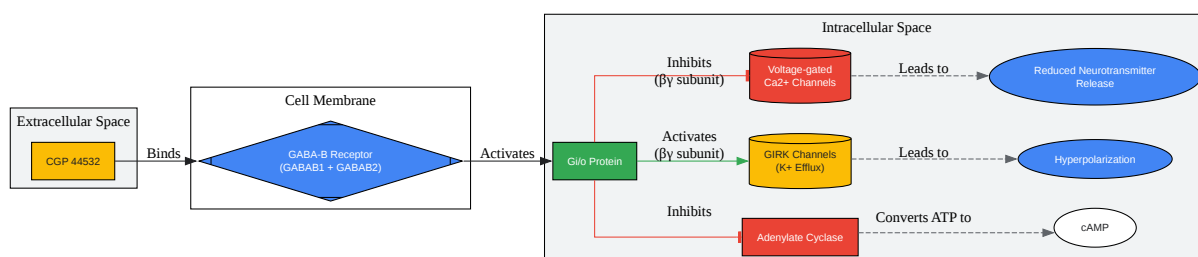 Extracellular Space
CGP 44532
Binds
Cell Membrane
GABA-B Receptor
(GABAB1 + GABAB2)
Activates
Intracellular Space
Gi/o Protein
Inhibits
(βγ subunit)
Voltage-gated
Ca2+ Channels
Leads to
Reduced Neurotransmitter
Release
Activates
(βγ subunit)
GIRK Channels
(K+ Efflux)
Leads to
Hyperpolarization
Inhibits
Adenylate Cyclase
Converts ATP to
cAMP